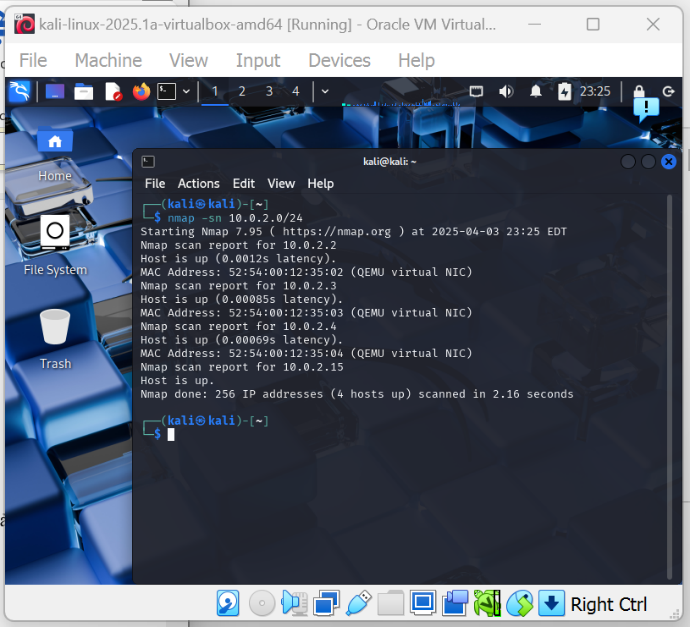 kali-linux-2025.1a-virtualbox-amd64 [Running] - Oracle VM Virtual...
File Machine View Input Devices Help
1 2 3 4 23:25
Home
File System
Trash
kali@kali: ~
File Actions Edit View Help
┌──(kali㉿kali)-[~]
└─$ nmap -sn 10.0.2.0/24
Starting Nmap 7.95 ( https://nmap.org ) at 2025-04-03 23:25 EDT
Nmap scan report for 10.0.2.2
Host is up (0.0012s latency).
MAC Address: 52:54:00:12:35:02 (QEMU virtual NIC)
Nmap scan report for 10.0.2.3
Host is up (0.00085s latency).
MAC Address: 52:54:00:12:35:03 (QEMU virtual NIC)
Nmap scan report for 10.0.2.4
Host is up (0.00069s latency).
MAC Address: 52:54:00:12:35:04 (QEMU virtual NIC)
Nmap scan report for 10.0.2.15
Host is up.
Nmap done: 256 IP addresses (4 hosts up) scanned in 2.16 seconds
┌──(kali㉿kali)-[~]
└─$
Right Ctrl